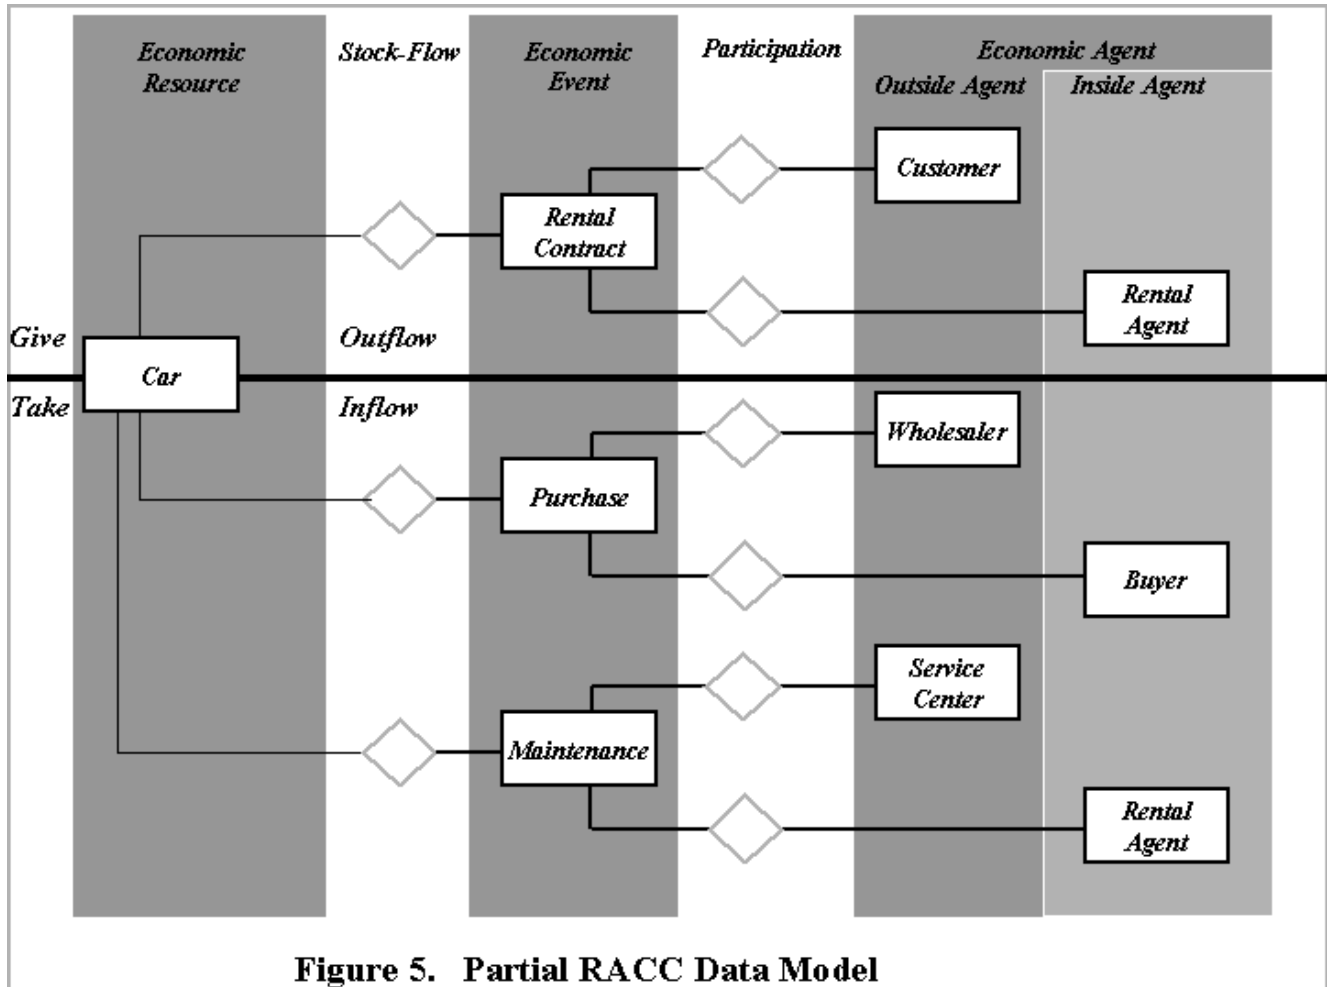 Economic
Resource
Stock-Flow
Economic
Event
Participation
Economic Agent
Outside Agent
Inside Agent
Customer
Rental
Contract
Rental
Agent
Give
Outflow
Car
Take
Inflow
Wholesaler
Purchase
Buyer
Service
Center
Maintenance
Rental
Agent
Figure 5. Partial RACC Data Model